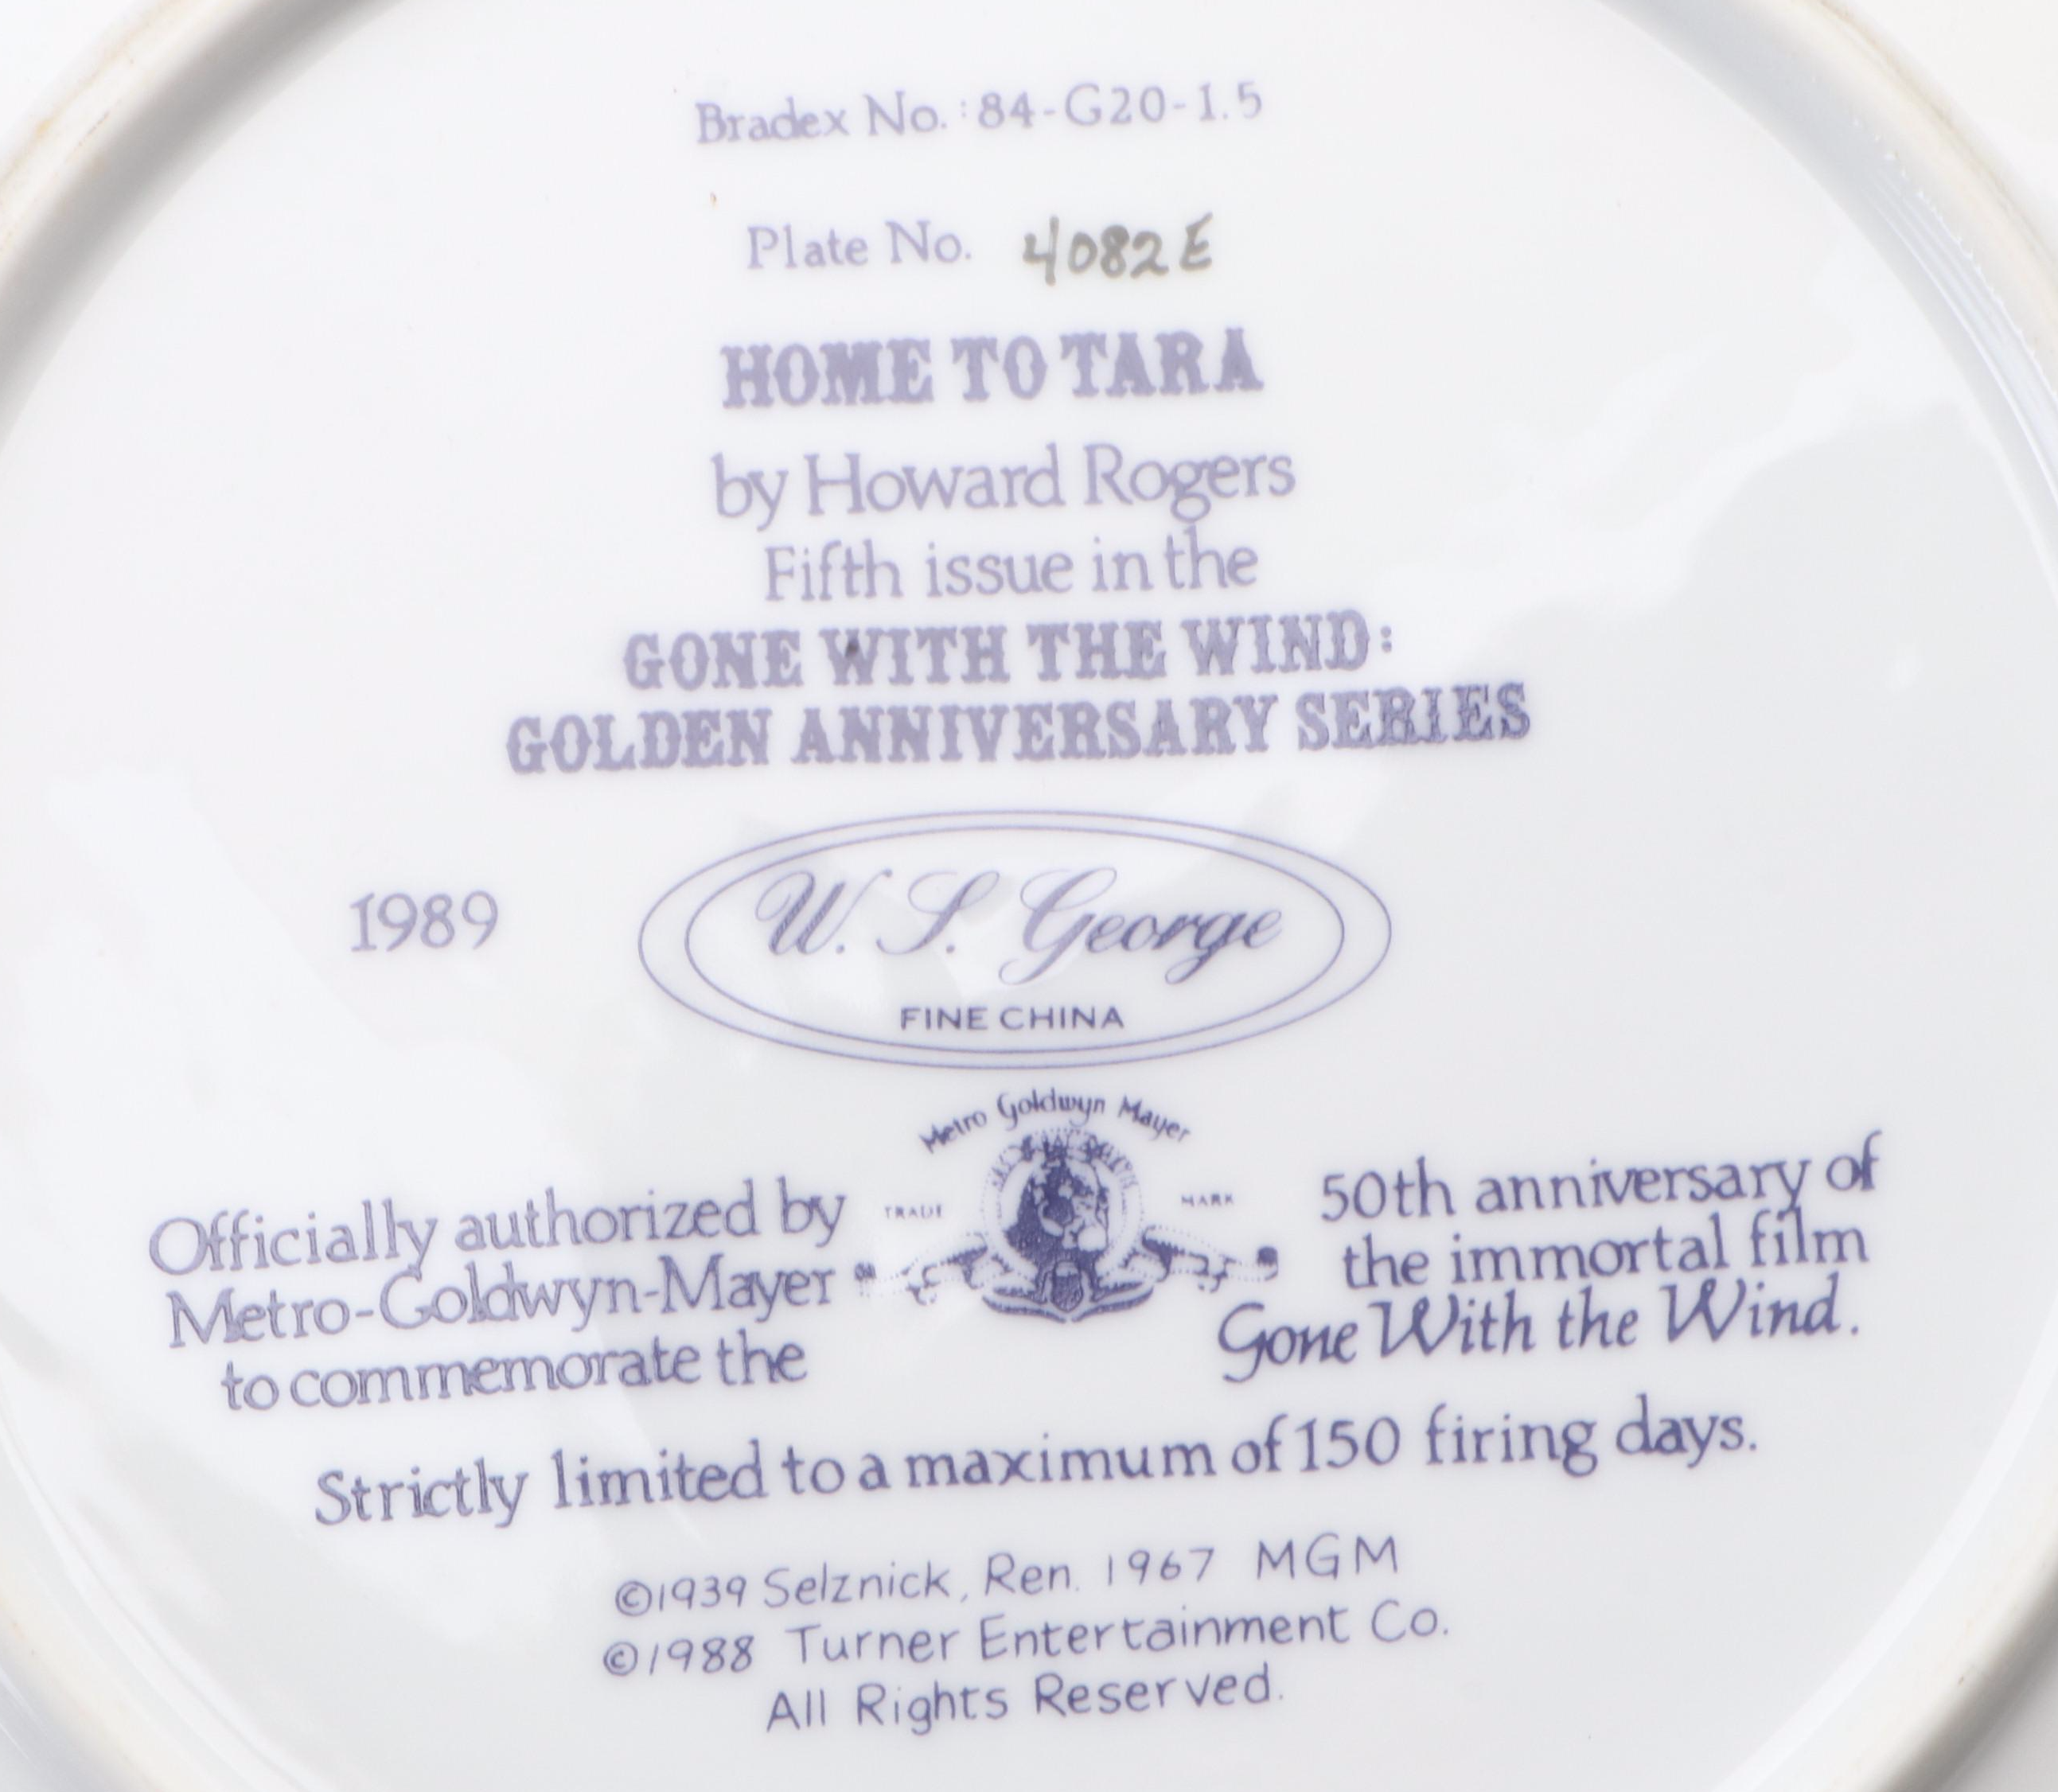 Bradex No.: 84-G20-1.5
Plate No. 4082E
HOME TO TARA
by Howard Rogers
Fifth issue in the
GONE WITH THE WIND:
GOLDEN ANNIVERSARY SERIES
1989
W. S. George
FINE CHINA
Metro Goldwyn Mayer
TRADE MARK
Officially authorized by
Metro-Goldwyn-Mayer
to commemorate the
50th anniversary of
the immortal film
Gone With the Wind.
Strictly limited to a maximum of 150 firing days.
©1939 Selznick, Ren. 1967 MGM
©1988 Turner Entertainment Co.
All Rights Reserved.